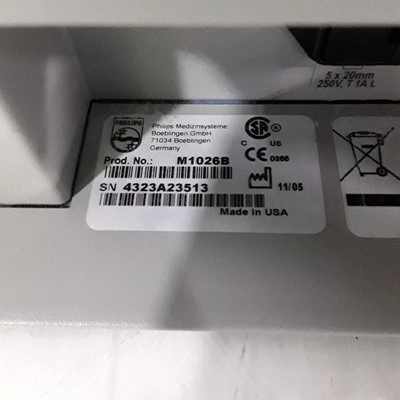 5 x 20mm
250V, T 1A L
PHILIPS
Philips Medizinsysteme
Boeblingen GmbH
71034 Boeblingen
Germany
SA
C US
CE 0366
Prod. No.: M1026B
SN 4323A23513
11/05
Made in USA